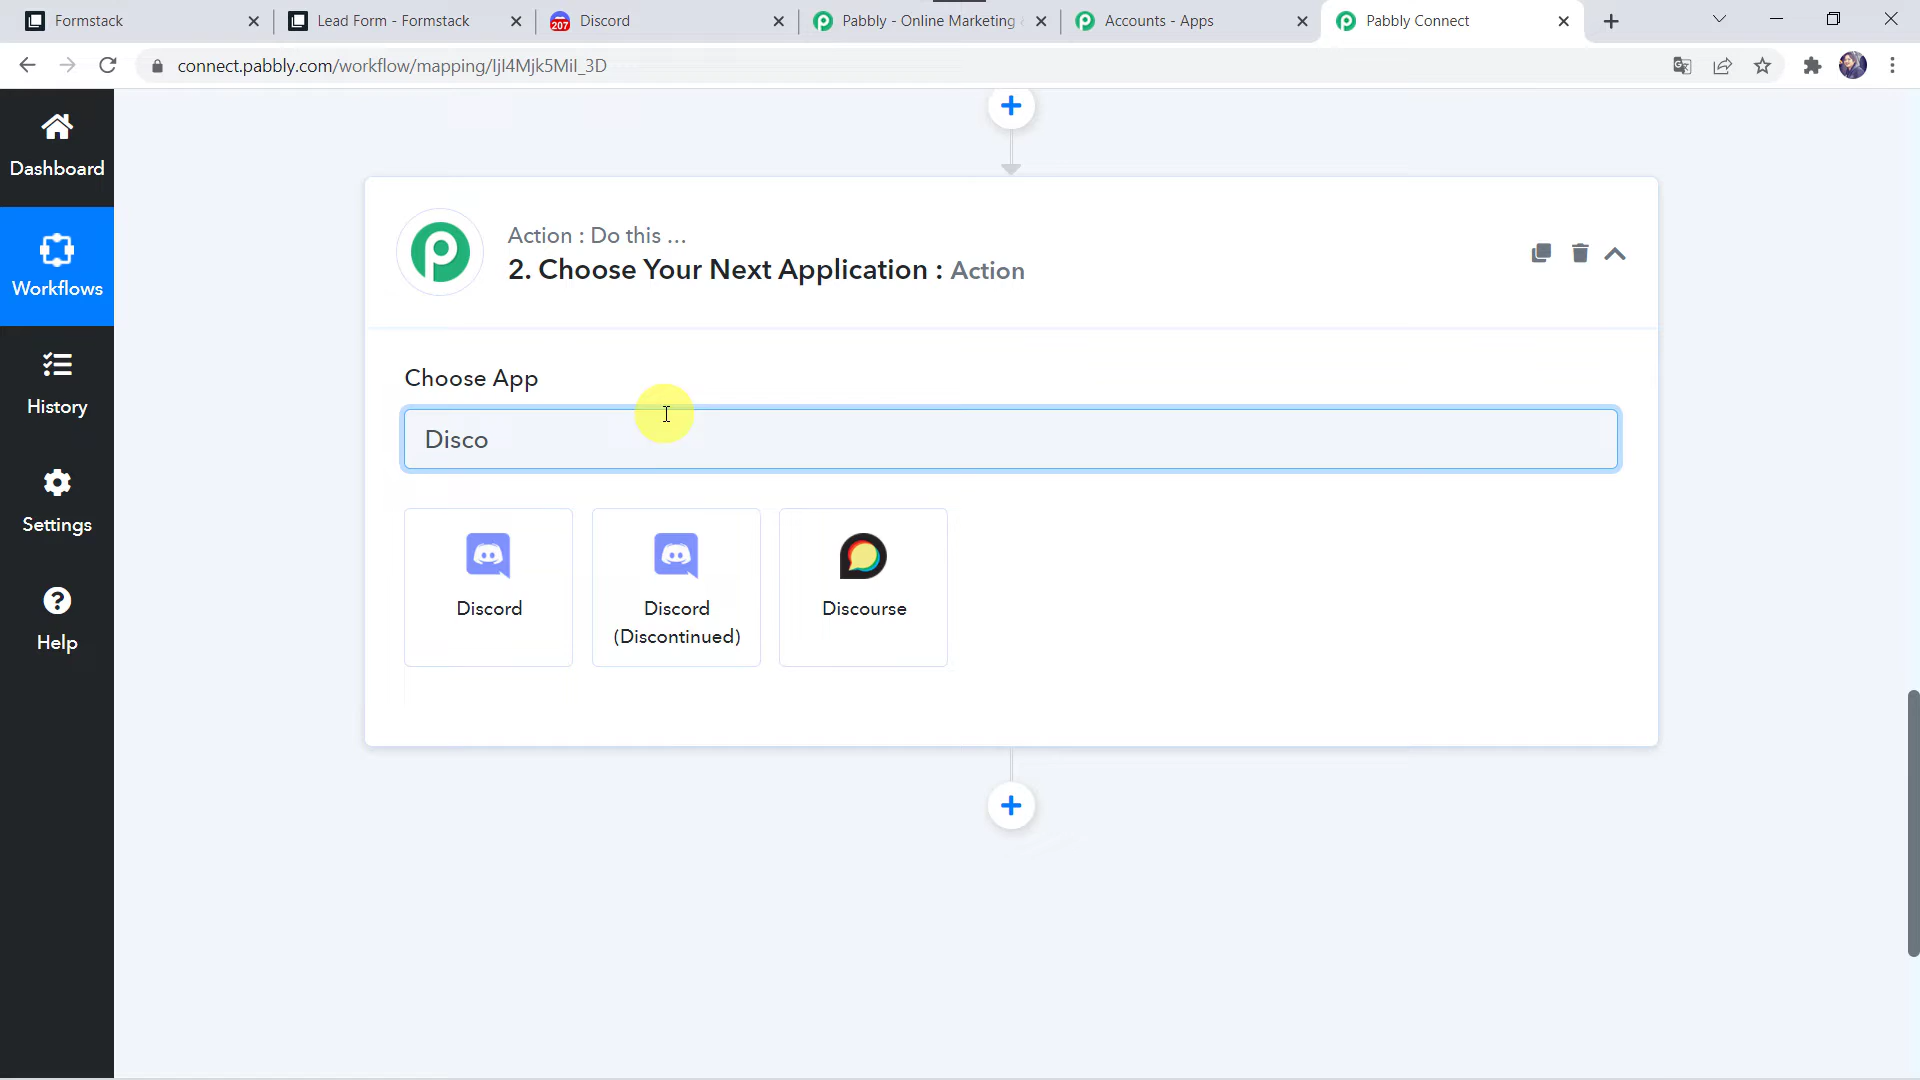 Formstack
Lead Form - Formstack
207
Discord
Pabbly - Online Marketing
Accounts - Apps
Pabbly Connect
connect.pabbly.com/workflow/mapping/IjI4Mjk5MiI_3D
Dashboard
Workflows
History
Settings
Help
Action : Do this ...
2. Choose Your Next Application : Action
Choose App
Disco
Discord
Discord
(Discontinued)
Discourse